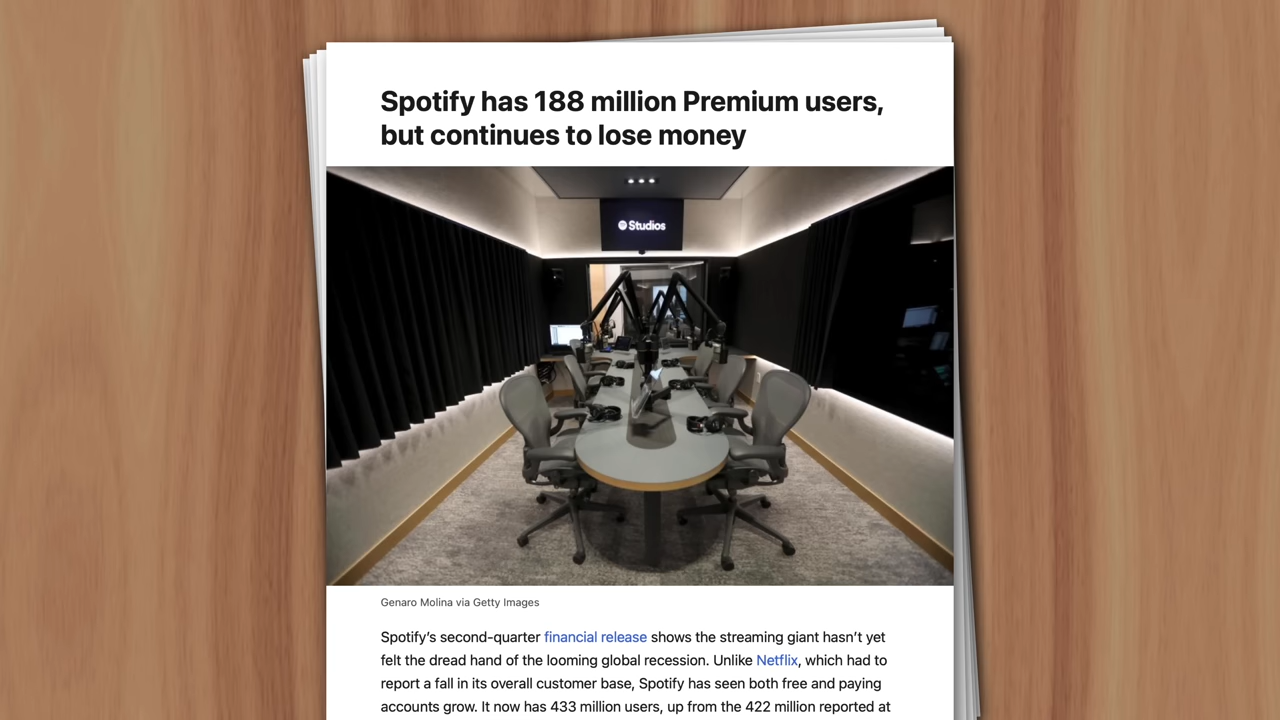 Spotify has 188 million Premium users,
but continues to lose money
Studios
Genaro Molina via Getty Images
Spotify’s second-quarter financial release shows the streaming giant hasn’t yet
felt the dread hand of the looming global recession. Unlike Netflix, which had to
report a fall in its overall customer base, Spotify has seen both free and paying
accounts grow. It now has 433 million users, up from the 422 million reported at